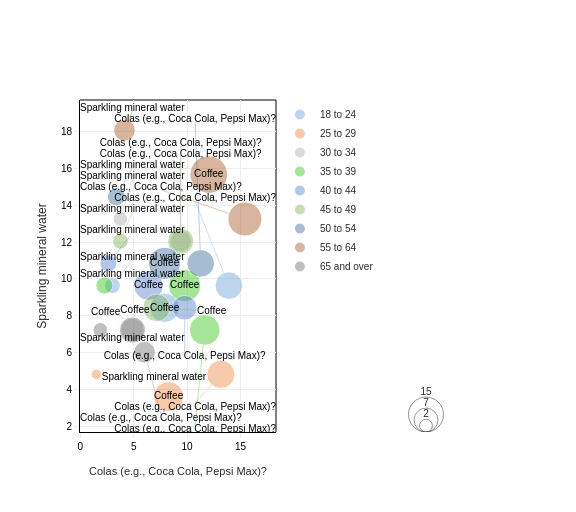 Sparkling mineral water
Colas (e.g., Coca Cola, Pepsi Max)?
18 to 24
18
25 to 29
Colas (e.g., Coca Cola, Pepsi Max)?
30 to 34
Colas (e.g., Coca Cola, Pepsi Max)?
Sparkling mineral water
16
35 to 39
Coffee
Sparkling mineral water
Colas (e.g., Coca Cola, Pepsi Max)?
40 to 44
Colas (e.g., Coca Cola, Pepsi Max)?
14
Sparkling mineral water
45 to 49
50 to 54
12
55 to 64
Sparkling mineral water
Coffee
65 and over
Sparkling mineral water
10
Coffee
Coffee
Coffee
Coffee
Coffee
Coffee
8
Sparkling mineral water
6
Colas (e.g., Coca Cola, Pepsi Max)?
Sparkling mineral water
4
Coffee
Colas (e.g., Coca Cola, Pepsi Max)?
Colas (e.g., Coca Cola, Pepsi Max)?
2
Colas (e.g., Coca Cola, Pepsi Max)?
0
5
10
15
Colas (e.g., Coca Cola, Pepsi Max)?
Sparkling mineral water
15
7
2